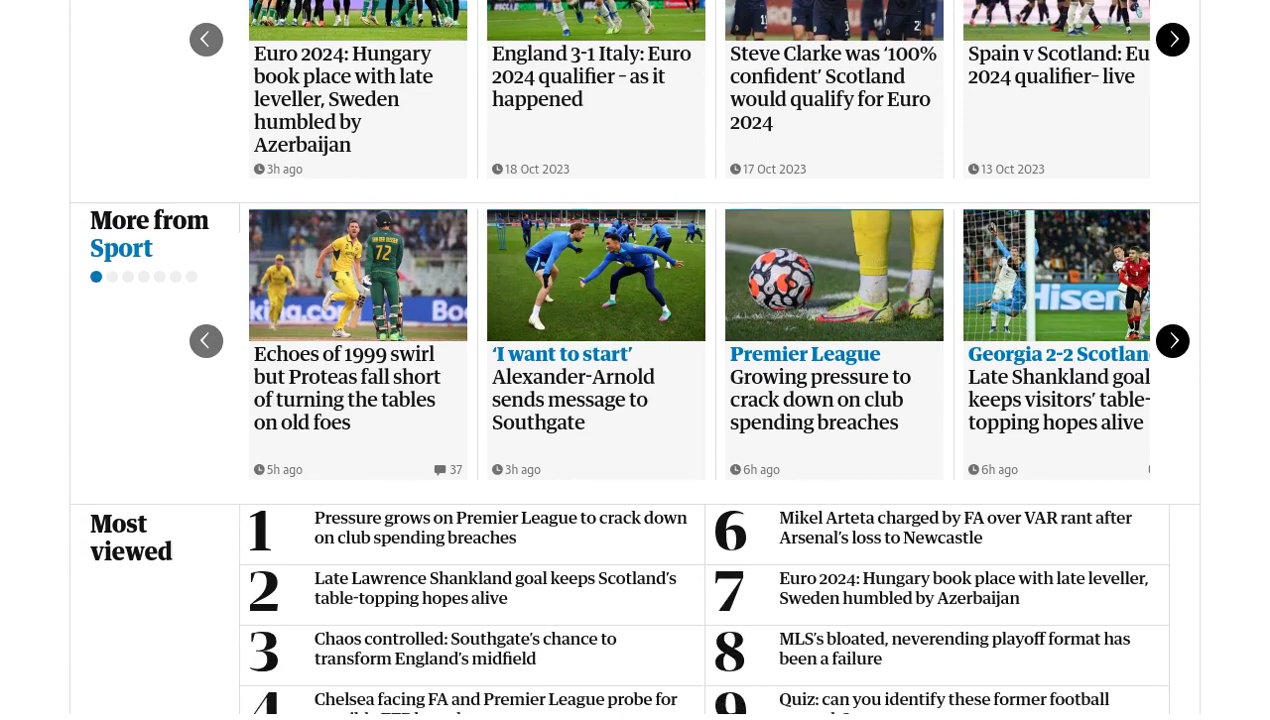 Euro 2024: Hungary
book place with late
leveller, Sweden
humbled by
Azerbaijan
3h ago
England 3-1 Italy: Euro
2024 qualifier – as it
happened
18 Oct 2023
Steve Clarke was ‘100%
confident’ Scotland
would qualify for Euro
2024
17 Oct 2023
Spain v Scotland: Eu
2024 qualifier– live
13 Oct 2023
More from
Sport
72
Echoes of 1999 swirl
but Proteas fall short
of turning the tables
on old foes
5h ago
37
‘I want to start’
Alexander-Arnold
sends message to
Southgate
3h ago
Premier League
Growing pressure to
crack down on club
spending breaches
6h ago
Hisen
Georgia 2-2 Scotlan
Late Shankland goal
keeps visitors’ table-
topping hopes alive
6h ago
Most
viewed
1
Pressure grows on Premier League to crack down
on club spending breaches
2
Late Lawrence Shankland goal keeps Scotland’s
table-topping hopes alive
3
Chaos controlled: Southgate’s chance to
transform England’s midfield
4
Chelsea facing FA and Premier League probe for
6
Mikel Arteta charged by FA over VAR rant after
Arsenal’s loss to Newcastle
7
Euro 2024: Hungary book place with late leveller,
Sweden humbled by Azerbaijan
8
MLS’s bloated, neverending playoff format has
been a failure
9
Quiz: can you identify these former football